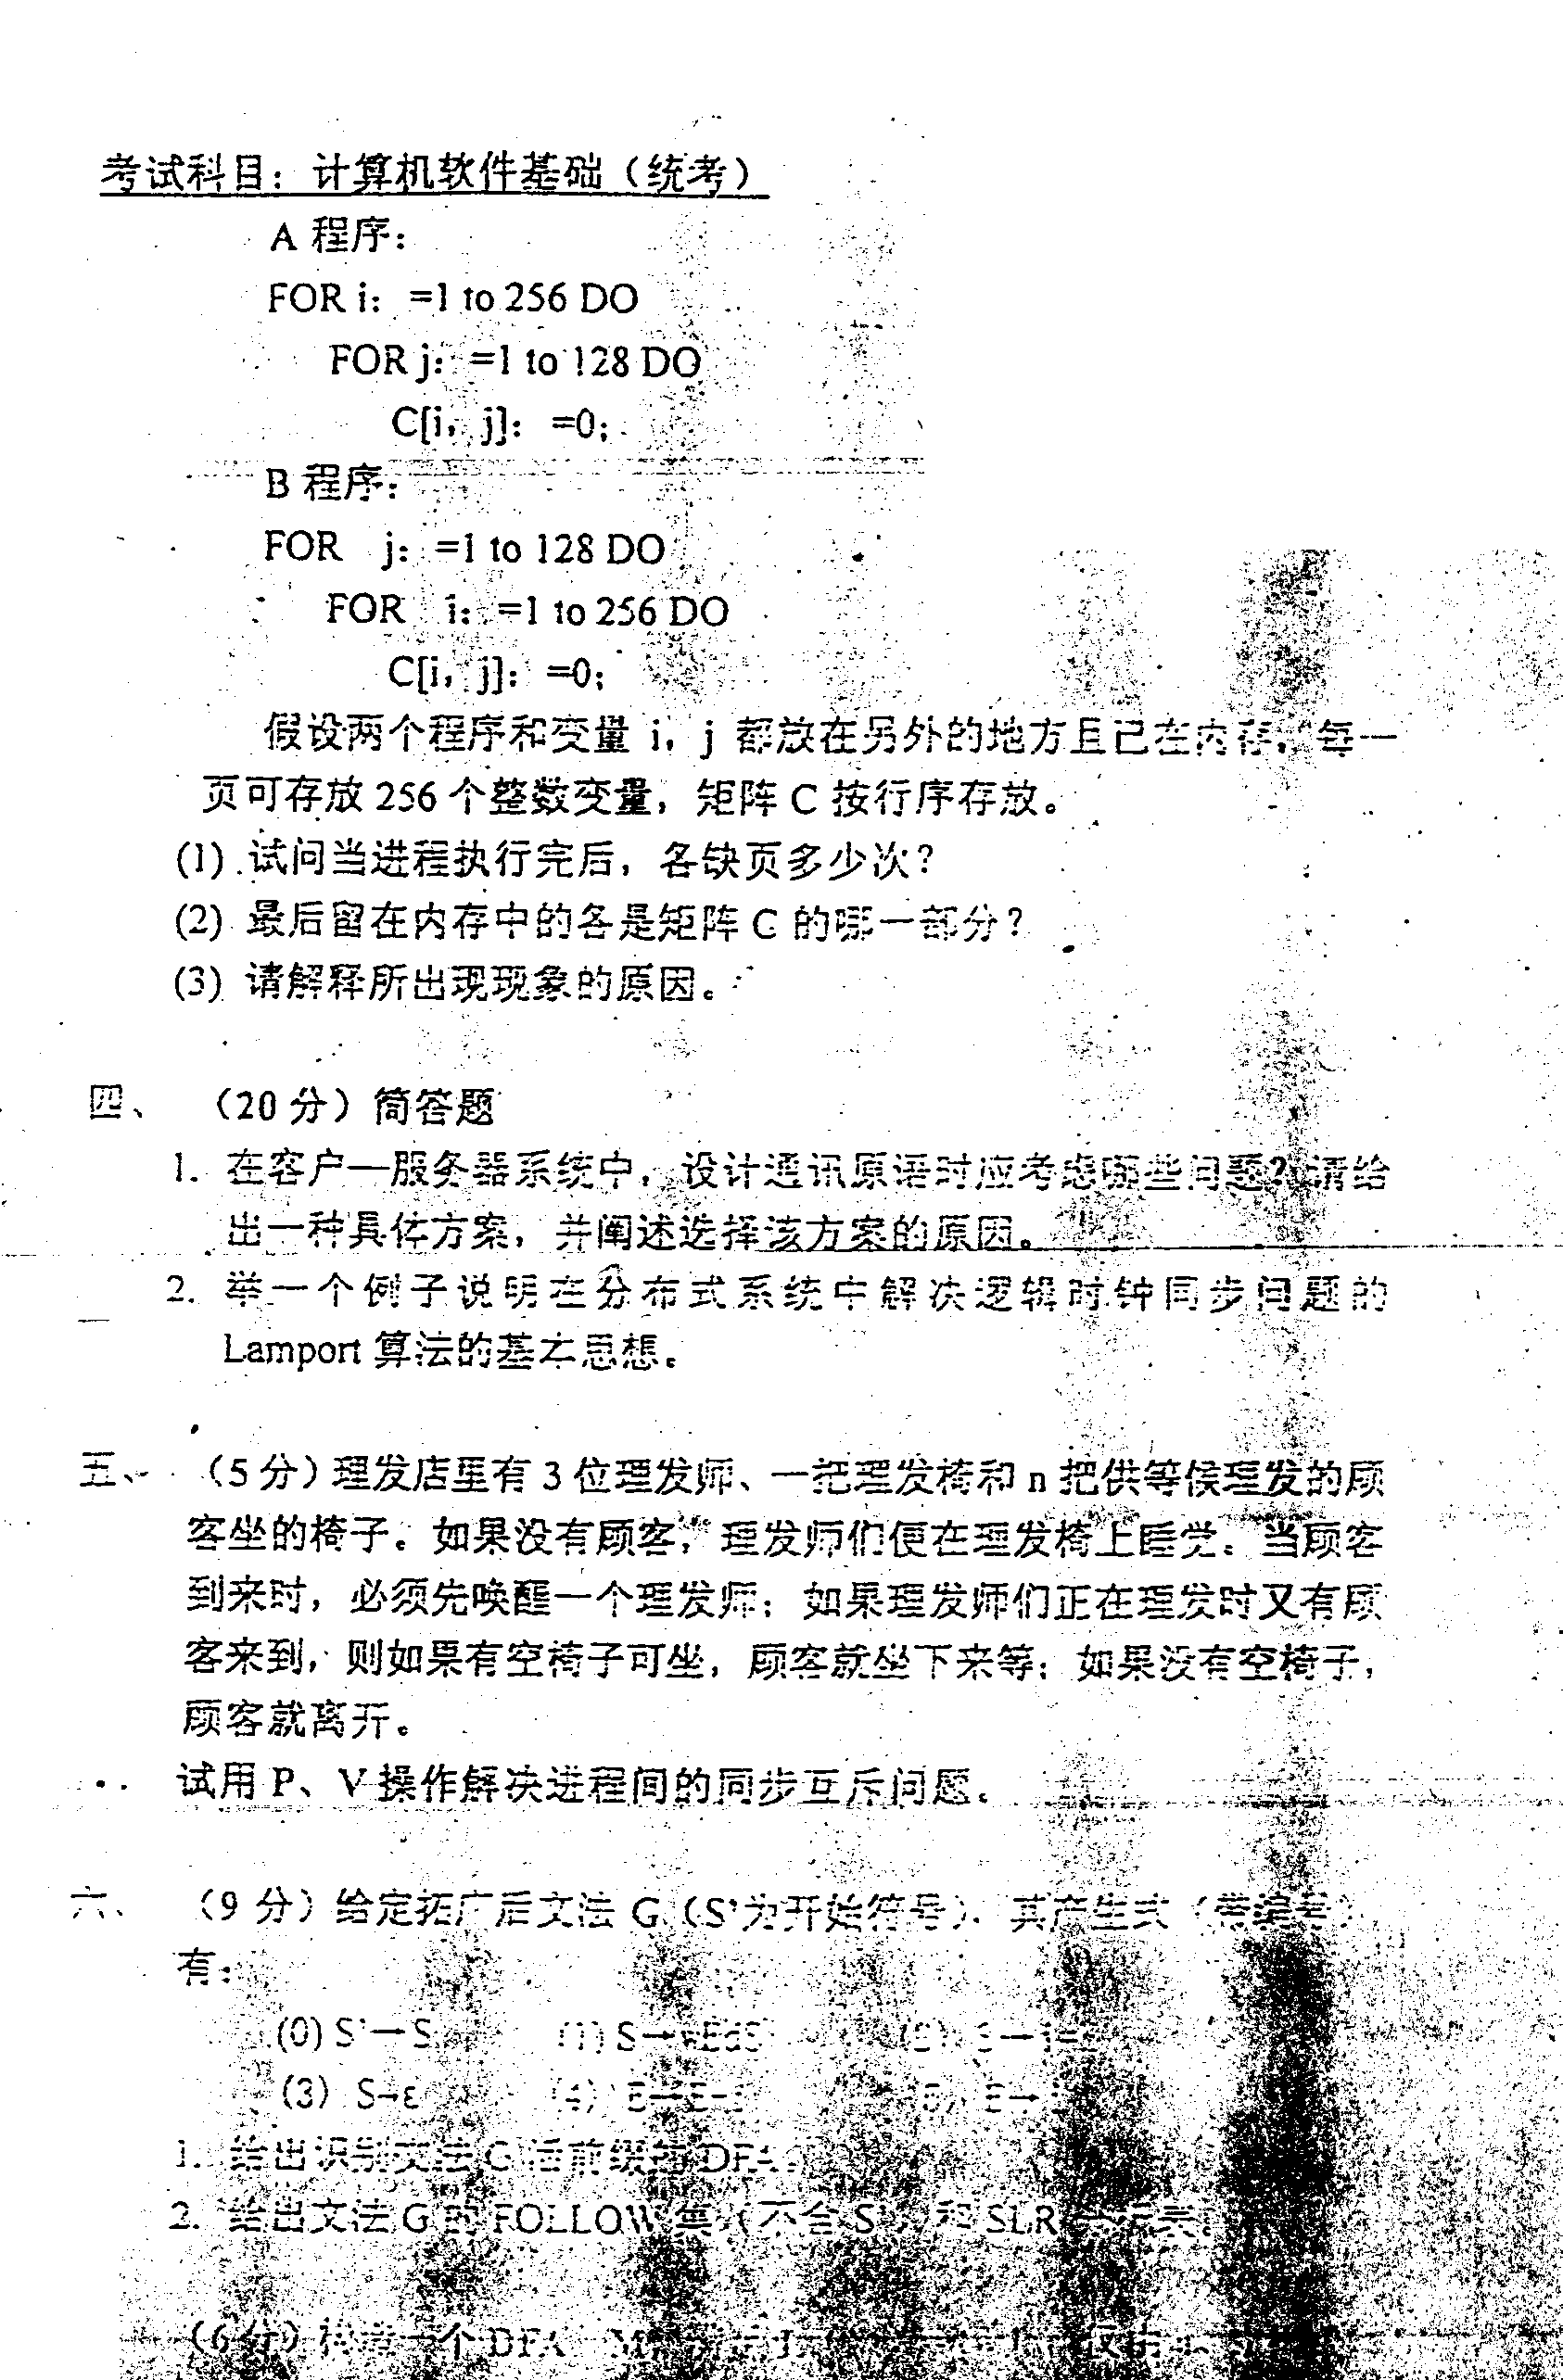 考试科目：计算机软件基础（统考）
A 程序：
FOR i：=1 to 256 DO
FOR j：=1 to 128 DO
C[i，j]：=0；
B 程序：
FOR j：=1 to 128 DO
FOR i：=1 to 256 DO
C[i，j]：=0；
假设两个程序和变量 i，j 都放在另外的地方且已在内存，每一
页可存放 256 个整数变量，矩阵 C 按行序存放。
(1) 试问当进程执行完后，各缺页多少次？
(2) 最后留在内存中的各是矩阵 C 的哪一部分？
(3) 请解释所出现现象的原因。
四、 （20 分）简答题
1. 在客户—服务器系统中，设计通讯原语时应考虑哪些问题？请给
出一种具体方案，并阐述选择该方案的原因。
2. 举一个例子说明在分布式系统中解决逻辑时钟同步问题的
Lamport 算法的基本思想。
五、 （5 分）理发店里有 3 位理发师、一把理发椅和 n 把供等候理发的顾
客坐的椅子。如果没有顾客，理发师们便在理发椅上睡觉。当顾客
到来时，必须先唤醒一个理发师；如果理发师们正在理发时又有顾
客来到，则如果有空椅子可坐，顾客就坐下来等；如果没有空椅子，
顾客就离开。
试用 P、V 操作解决进程间的同步互斥问题。
六、 （9 分）给定拓广后文法 G（S'为开始符号），其产生式（带编号）
有：
(0) S'→S (1) S→
(3) S→ε (4) (5) E→
1. 给出识别文法 G 活前缀的 DFA。
2. 给出文法 G 的 FOLLOW 集（不含 S'）和 SLR
（6 分）构造一个 DFA M